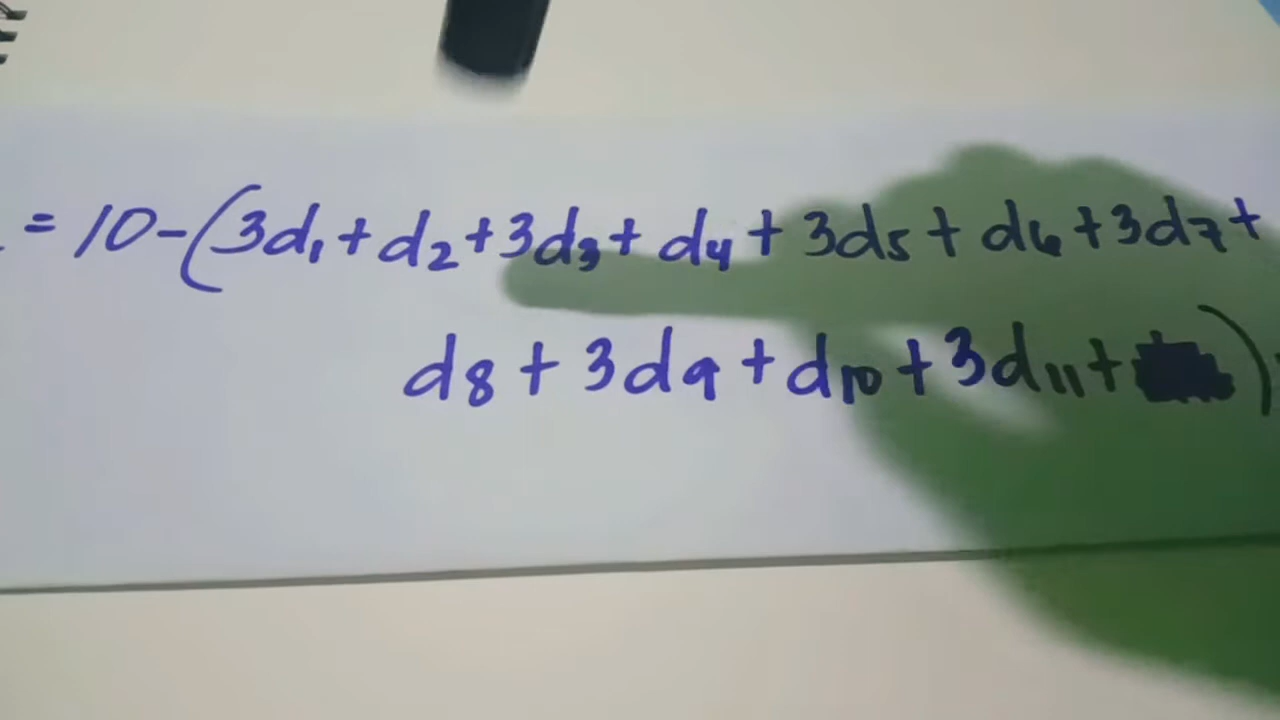 = 10-(3d₁+d₂+3d₃+d₄+3d₅+d₆+3d₇+
d₈+3d₉+d₁₀+3d₁₁+)